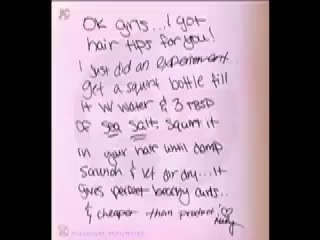 OK girls... I got
hair tips for you!
I just did an experiment...
get a squirt bottle fill
it w/ water & 3 tBSP
OF sea salt, squirt it
in your hair until damp
scrunch & let air dry... It
gives perfect beachy curls..
& cheaper than product!